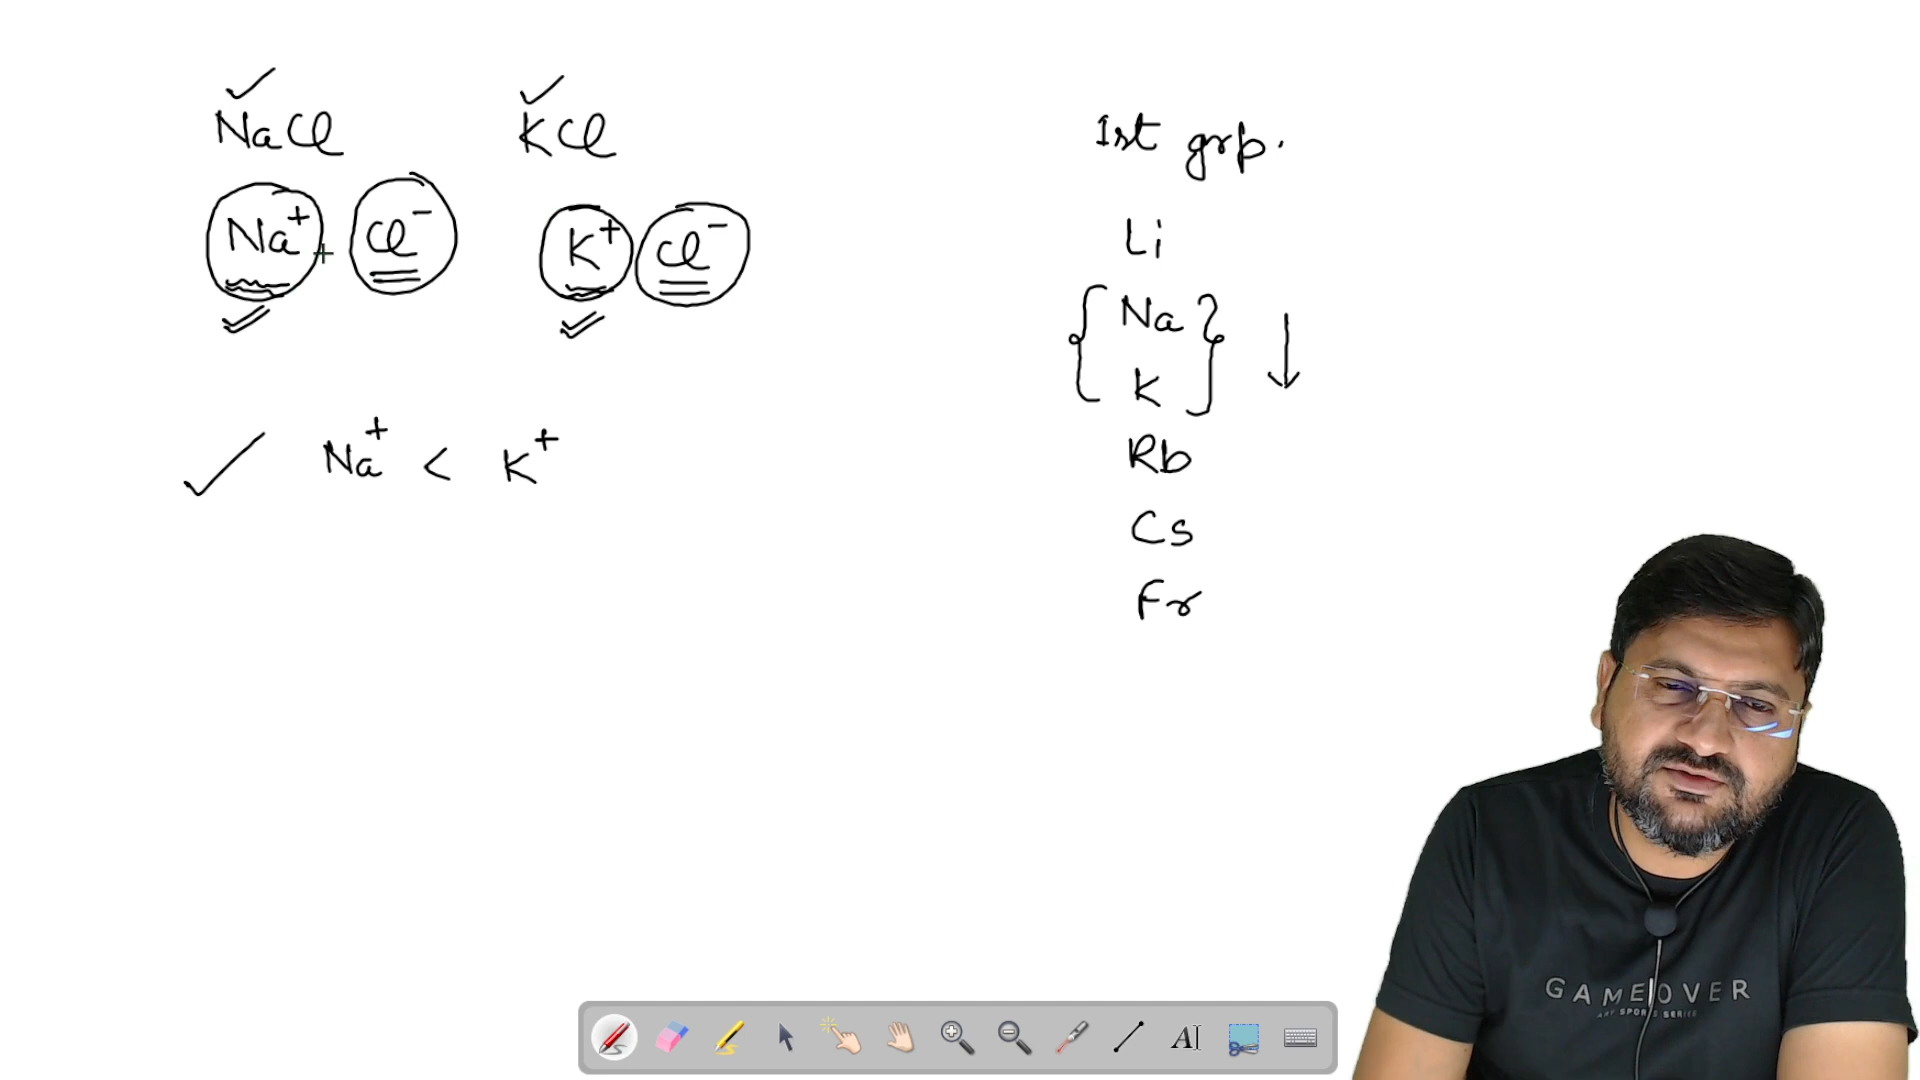 NaCl KCl
Na⁺ + Cl⁻ K⁺ Cl⁻
Na⁺ < K⁺
1st grp.
Li
{ Na }
K
Rb
Cs
Fr
GAMEOVER
A